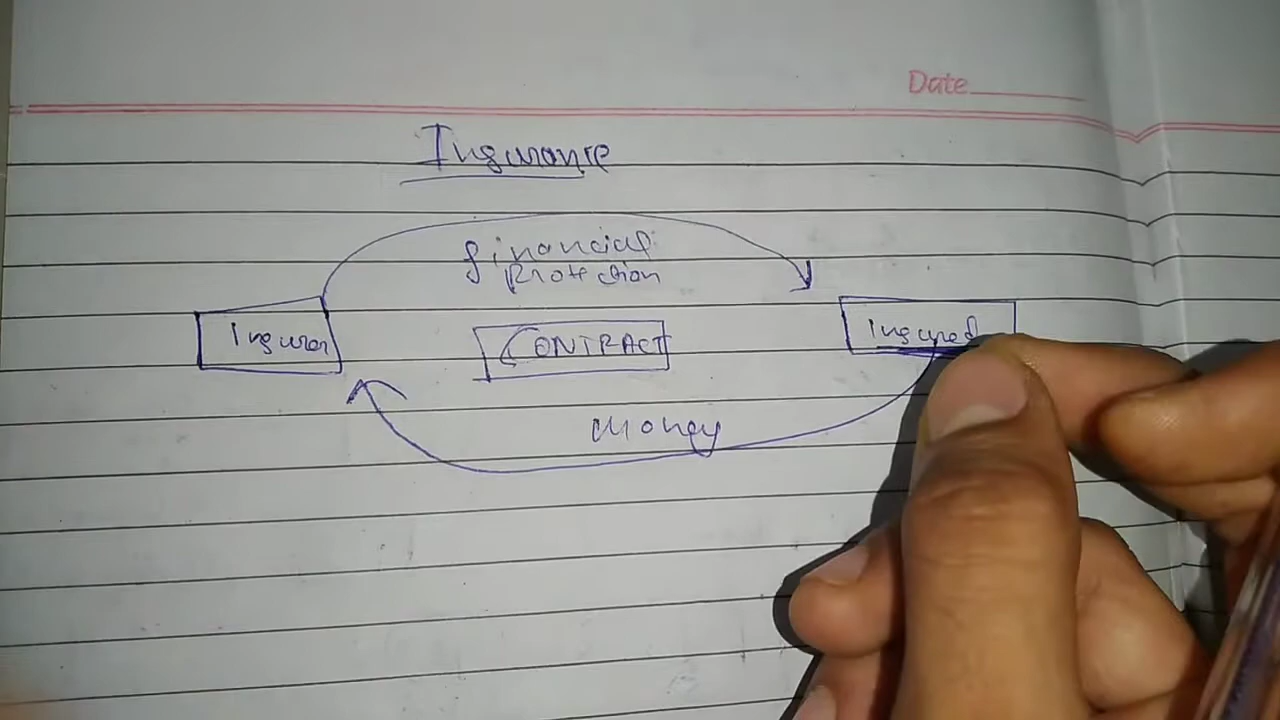 Date
Insurance
financial
Protection
Insurer
CONTRACT
Insured
Money